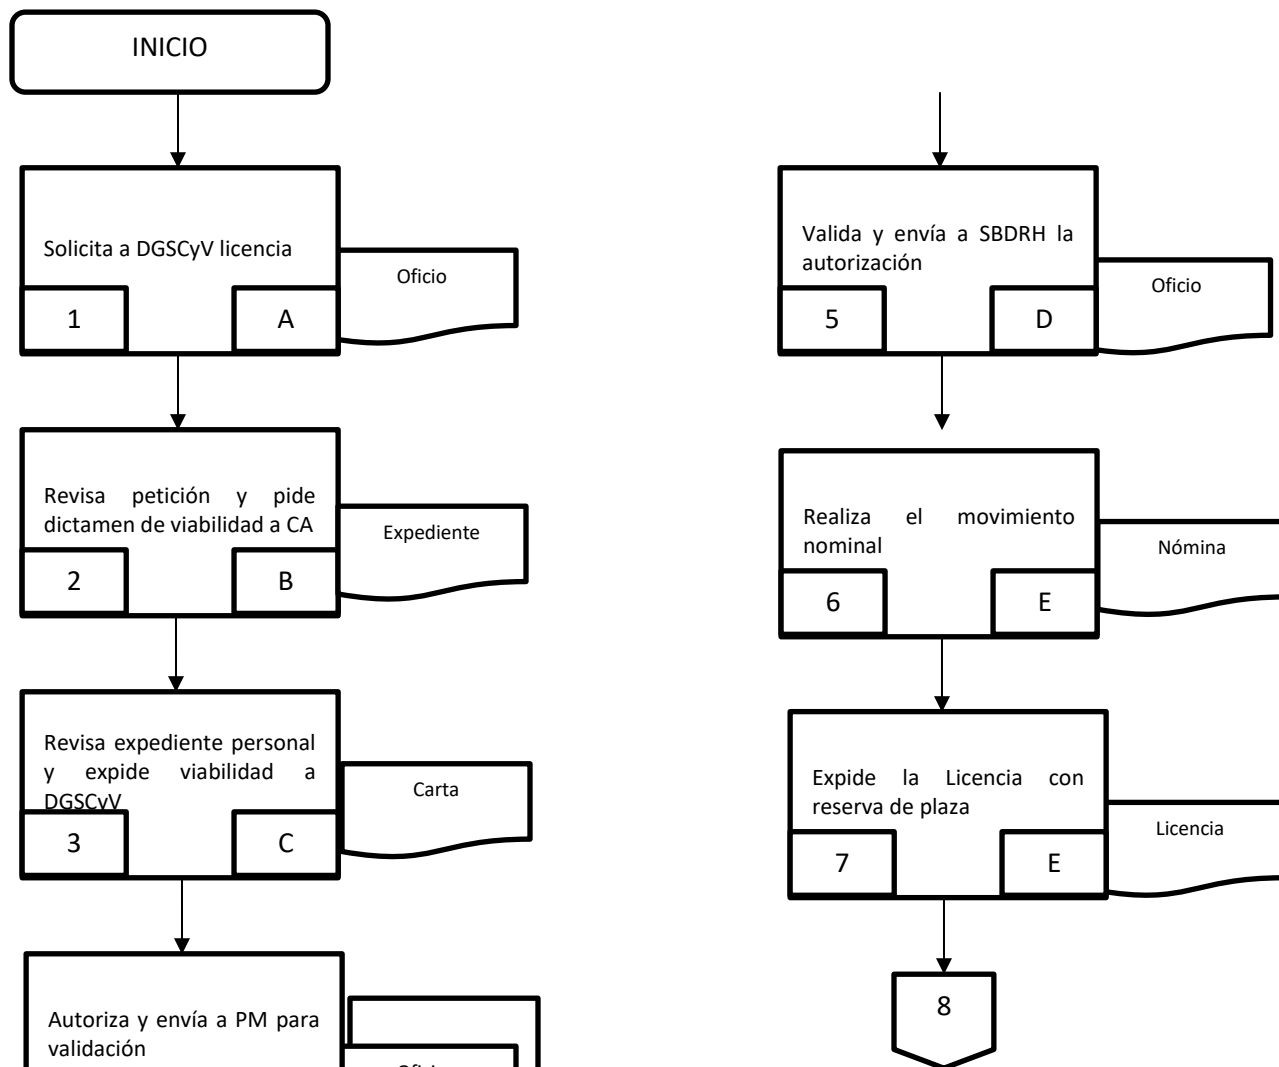 INICIO
Solicita a DGSCyV licencia
Oficio
1
A
Revisa petición y pide
dictamen de viabilidad a CA
Expediente
2
B
Revisa expediente personal
y expide viabilidad a
DGSCyV
Carta
3
C
Autoriza y envía a PM para
validación
Valida y envía a SBDRH la
autorización
Oficio
5
D
Realiza el movimiento
nominal
Nómina
6
E
Expide la Licencia con
reserva de plaza
Licencia
7
E
8